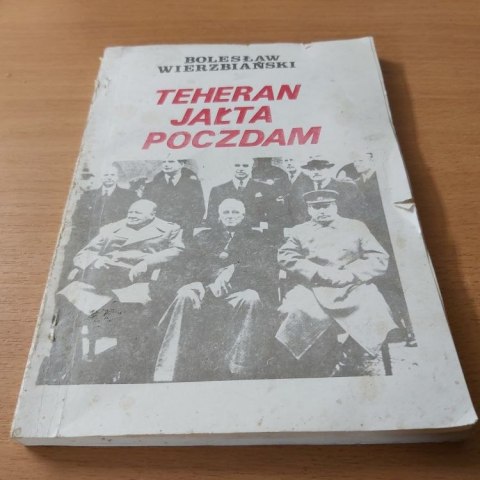 BOLESŁAW
WIERZBIAŃSKI
TEHERAN
JAŁTA
POCZDAM